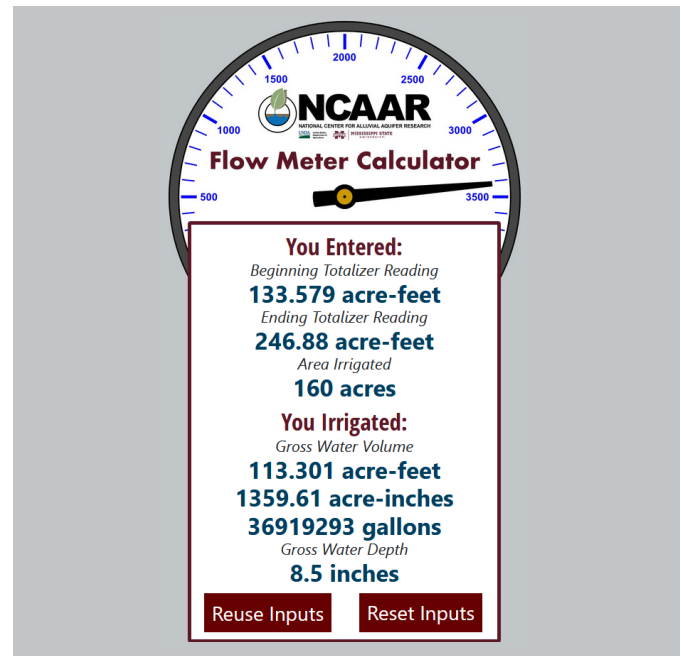 2000
1500
2500
NCAAR
NATIONAL CENTER FOR ALLUVIAL AQUIFER RESEARCH
USDA
MISSISSIPPI STATE
UNIVERSITY
1000
3000
Flow Meter Calculator
500
3500
You Entered:
Beginning Totalizer Reading
133.579 acre-feet
Ending Totalizer Reading
246.88 acre-feet
Area Irrigated
160 acres
You Irrigated:
Gross Water Volume
113.301 acre-feet
1359.61 acre-inches
36919293 gallons
Gross Water Depth
8.5 inches
Reuse Inputs
Reset Inputs